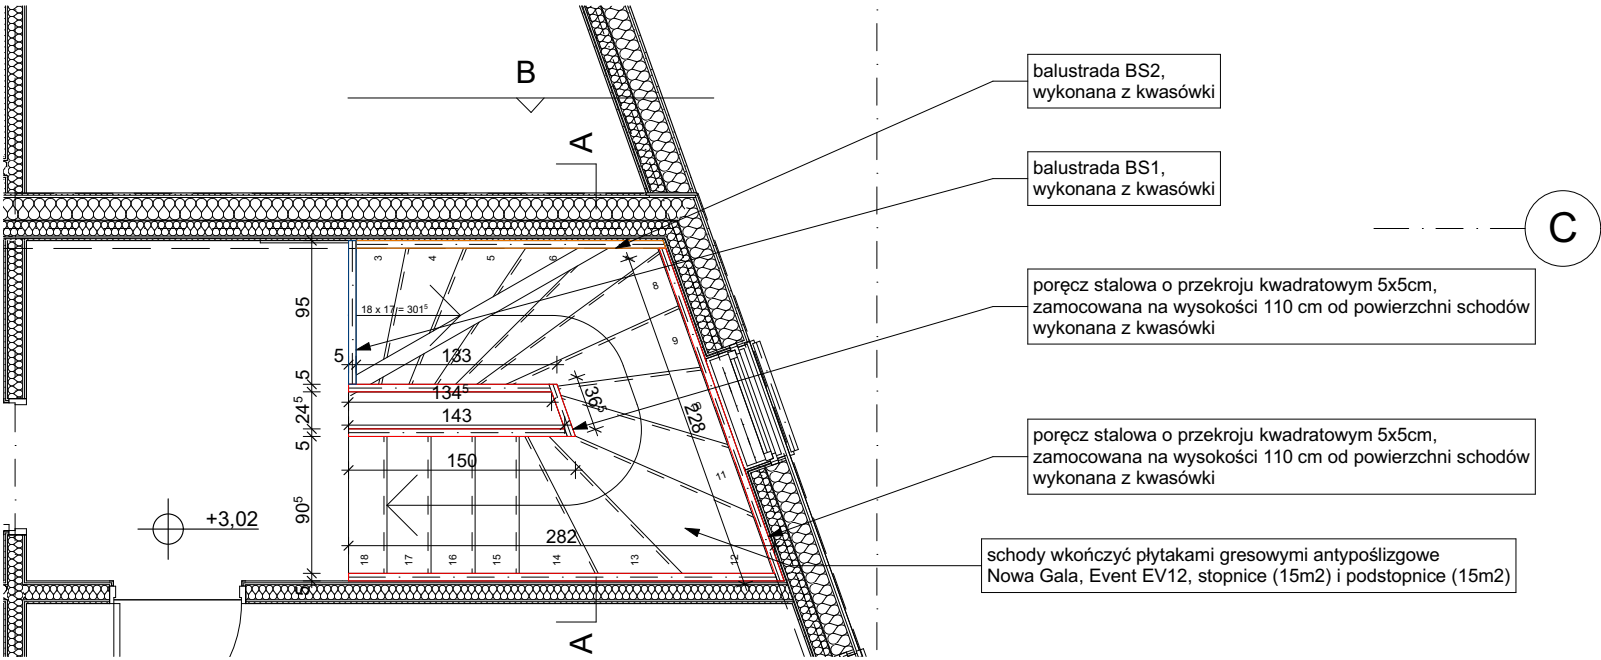 balustrada BS2,
wykonana z kwasówki
B
A
balustrada BS1,
wykonana z kwasówki
C
3
4
5
6
8
poręcz stalowa o przekroju kwadratowym 5x5cm,
zamocowana na wysokości 110 cm od powierzchni schodów
wykonana z kwasówki
95
18 x 17 = 301⁵
9
5
133
5
134⁵
36⁵
24⁵
143
228
5
poręcz stalowa o przekroju kwadratowym 5x5cm,
zamocowana na wysokości 110 cm od powierzchni schodów
wykonana z kwasówki
150
11
90⁵
+3,02
282
schody wkończyć płytakami gresowymi antypoślizgowe
Nowa Gala, Event EV12, stopnice (15m2) i podstopnice (15m2)
18
17
16
15
14
13
12
5
A